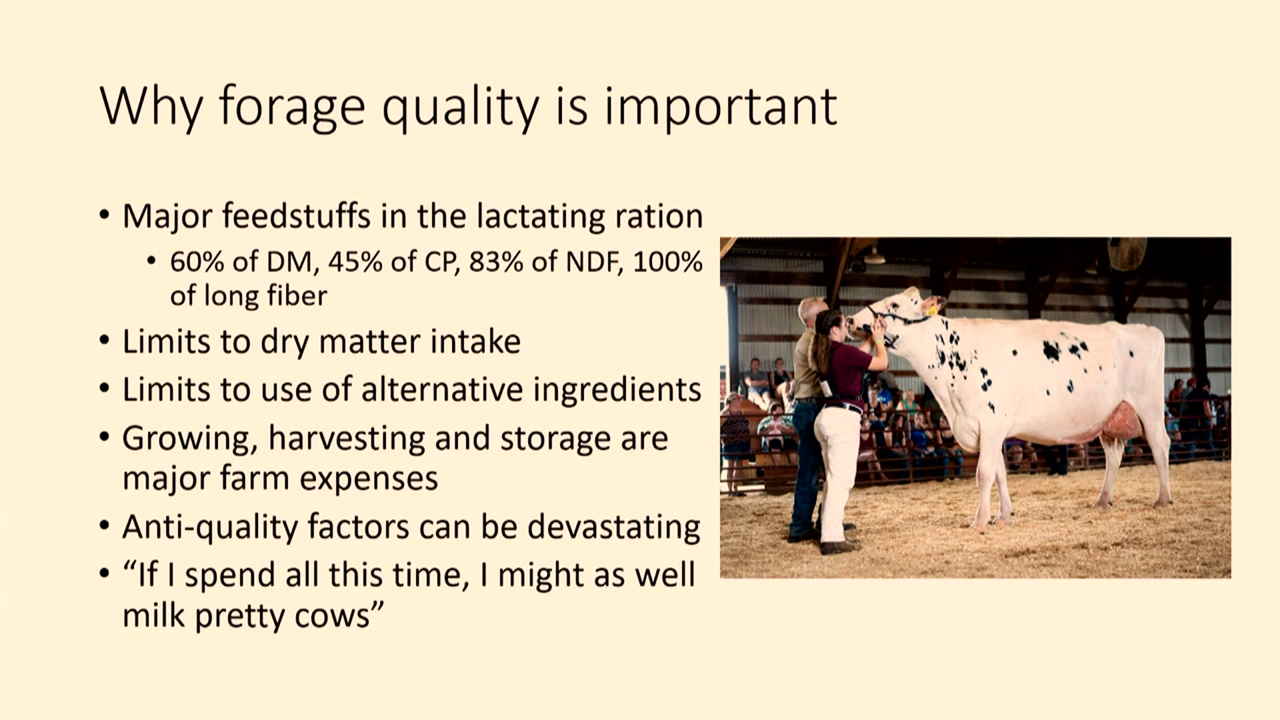 Why forage quality is important
• Major feedstuffs in the lactating ration
• 60% of DM, 45% of CP, 83% of NDF, 100%
of long fiber
• Limits to dry matter intake
• Limits to use of alternative ingredients
• Growing, harvesting and storage are
major farm expenses
• Anti-quality factors can be devastating
• “If I spend all this time, I might as well
milk pretty cows”